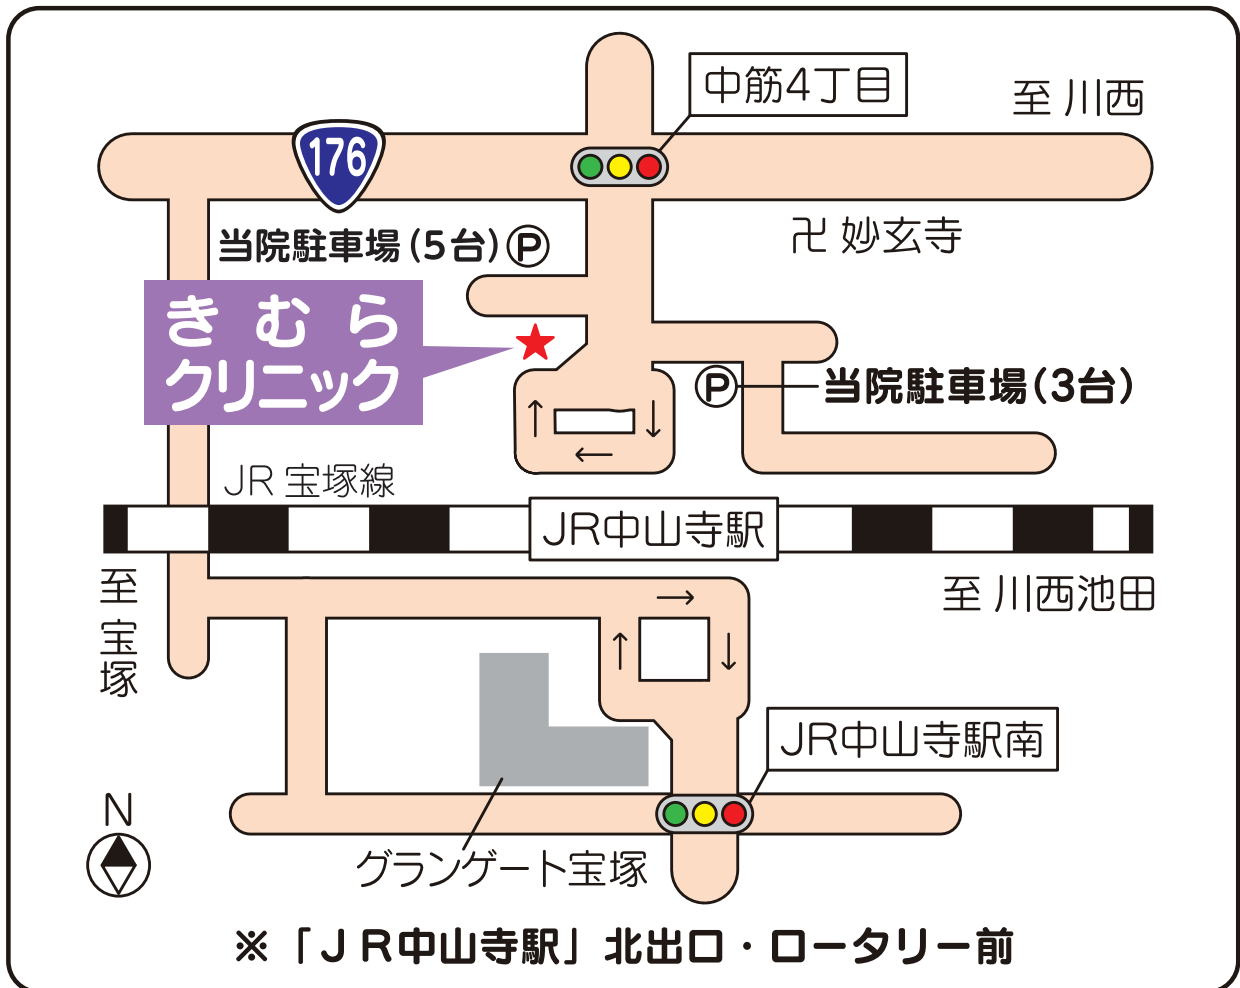 中筋4丁目
至 川西
176
当院駐車場(5台)Ⓟ
卍 妙玄寺
きむら
クリニック
Ⓟ 当院駐車場(3台)
JR 宝塚線
JR中山寺駅
至 宝塚
至 川西池田
JR中山寺駅南
N
グランゲート宝塚
※「JR中山寺駅」北出口・ロータリー前